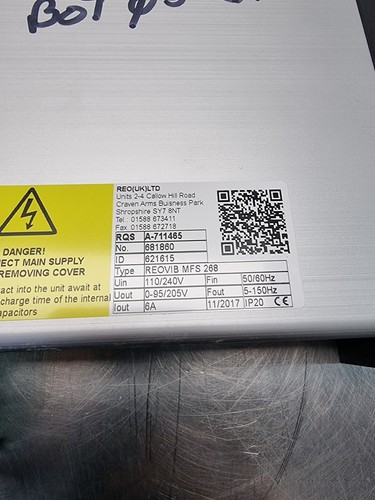 BOT
REO(UK)LTD
Units 2-4 Callow Hill Road
Craven Arms Buisness Park
Shropshire SY7 8NT
Tel.: 01588 673411
Fax. 01588 672718
RQS A-711465
No 681860
ID 621615
Type REOVIB MFS 268
Uin 110/240V Fin 50/60Hz
Uout 0-95/205V Fout 5-150Hz
Iout 6A 11/2017 IP20 CE
DANGER!
ECT MAIN SUPPLY
REMOVING COVER
act into the unit await at
charge time of the internal
apacitors